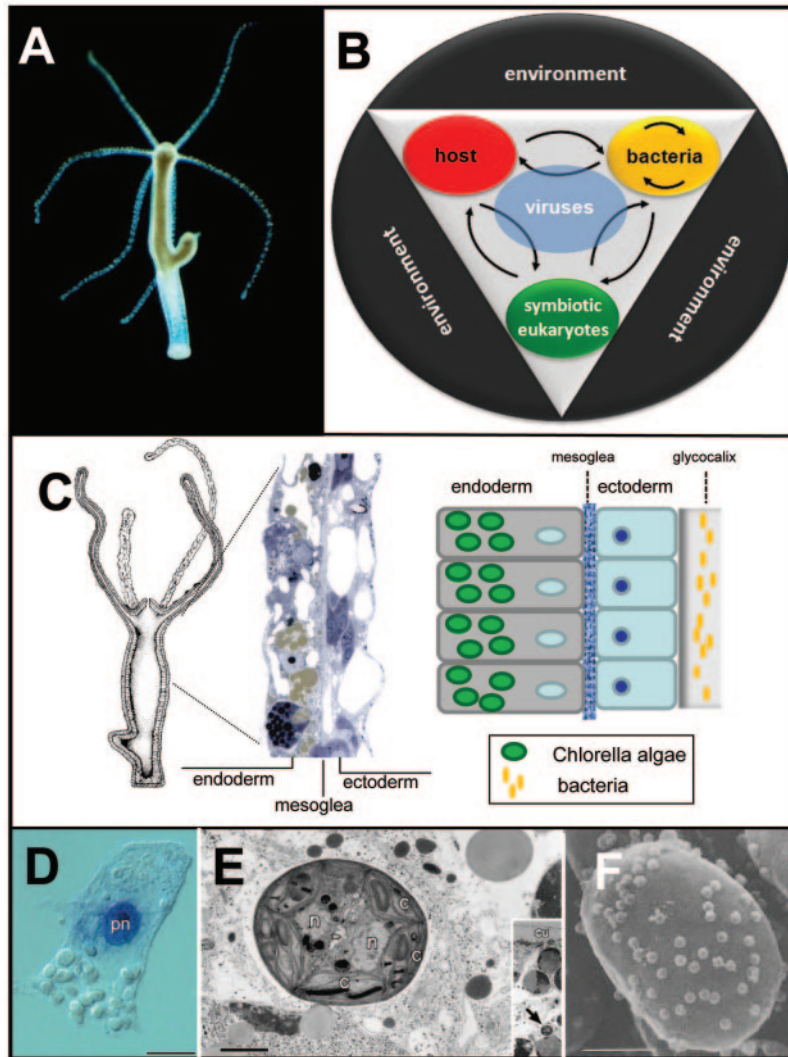 A
B
environment
host
bacteria
viruses
symbiotic
eukaryotes
environment
environment
C
endoderm
mesoglea
ectoderm
mesoglea
glycocalix
endoderm
ectoderm
Chlorella algae
bacteria
D
pn
E
n
n
c
c
c
cu
F